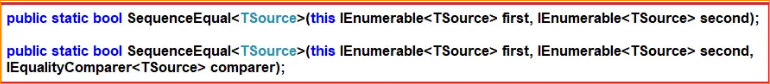 public static bool SequenceEqual<TSource>(this IEnumerable<TSource> first, IEnumerable<TSource> second);
public static bool SequenceEqual<TSource>(this IEnumerable<TSource> first, IEnumerable<TSource> second,
IEqualityComparer<TSource> comparer);